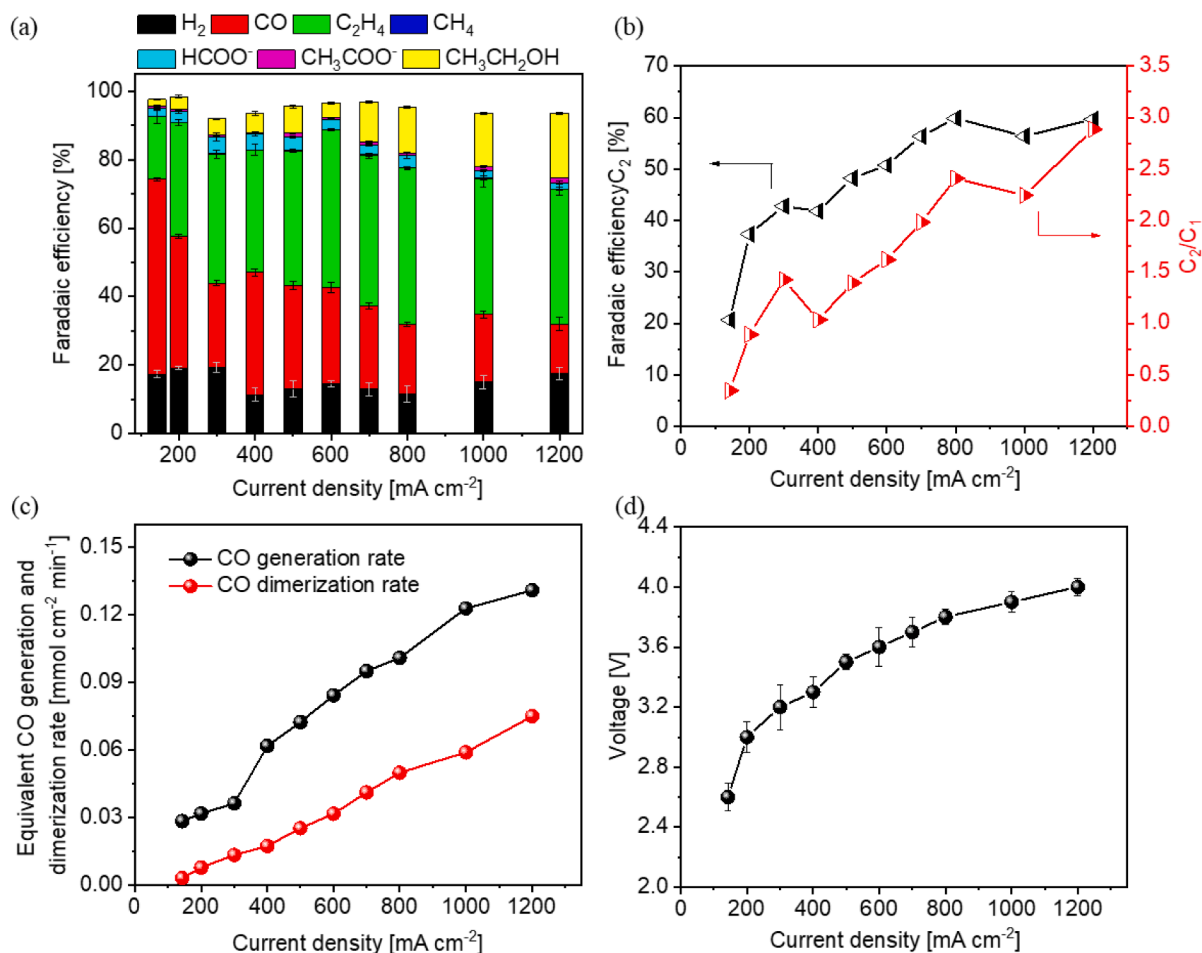 (a)
H₂ CO C₂H₄ CH₄
HCOO⁻ CH₃COO⁻ CH₃CH₂OH
Faradaic efficiency [%]
100
80
60
40
20
0
200 400 600 800 1000 1200
Current density [mA cm⁻²]
(b)
Faradaic efficiencyC₂ [%]
70
60
50
40
30
20
10
0
3.5
3.0
2.5
2.0
1.5
1.0
0.5
0.0
C₂/C₁
0 200 400 600 800 1000 1200
Current density [mA cm⁻²]
(c)
Equivalent CO generation and
dimerization rate [mmol cm⁻² min⁻¹]
CO generation rate
CO dimerization rate
0.15
0.12
0.09
0.06
0.03
0.00
0 200 400 600 800 1000 1200
Current density [mA cm⁻²]
(d)
Voltage [V]
4.4
4.0
3.6
3.2
2.8
2.4
2.0
0 200 400 600 800 1000 1200
Current density [mA cm⁻²]